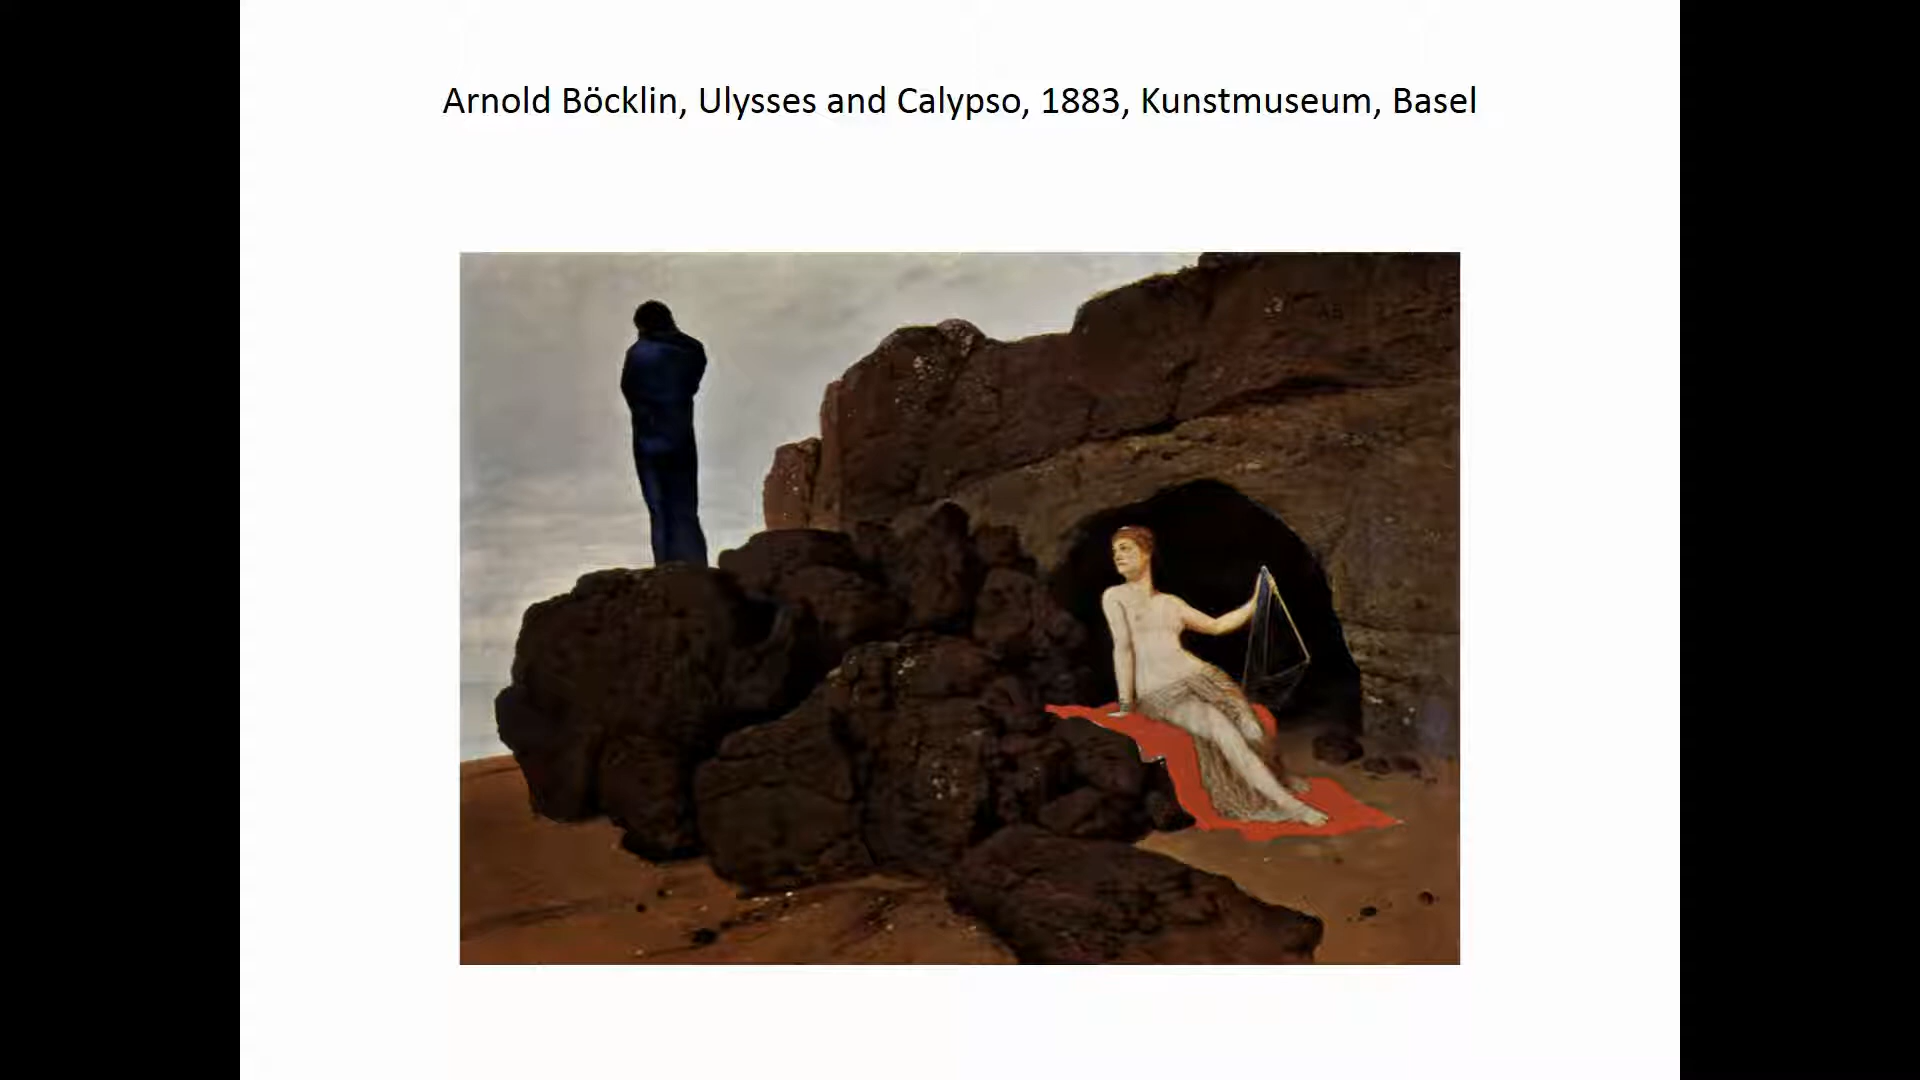 Arnold Böcklin, Ulysses and Calypso, 1883, Kunstmuseum, Basel